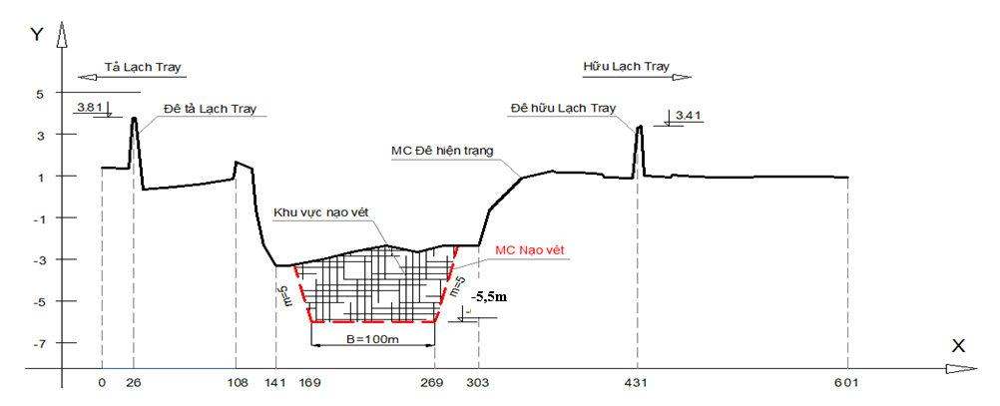 Y
Tả Lạch Tray
Hữu Lạch Tray
5
3.81
Đê tả Lạch Tray
Đê hữu Lạch Tray
3.41
3
MC Đê hiện trạng
1
Khu vực nạo vét
-1
MC Nạo vét
-3
m=5
m=5
-5,5m
-5
B=100m
-7
X
0
26
108
141
169
269
303
431
601